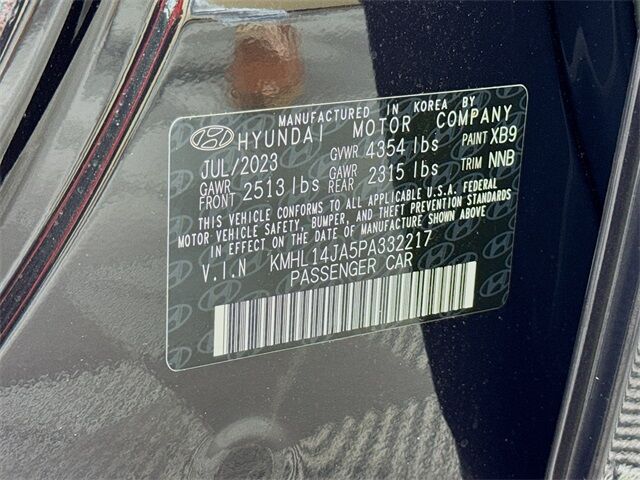 MANUFACTURED IN KOREA BY
HYUNDAI MOTOR COMPANY
JUL/2023 GVWR 4354 lbs PAINT XB9
GAWR FRONT 2513 lbs GAWR REAR 2315 lbs TRIM NNB
THIS VEHICLE CONFORMS TO ALL APPLICABLE U.S.A. FEDERAL
MOTOR VEHICLE SAFETY, BUMPER, AND THEFT PREVENTION STANDARDS
IN EFFECT ON THE DATE OF MANUFACTURE SHOWN ABOVE.
V.I.N KMHL14JA5PA332217
PASSENGER CAR